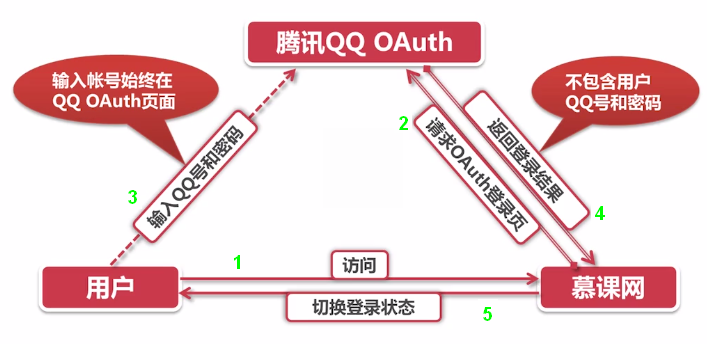 腾讯QQ OAuth
输入帐号始终在
QQ OAuth页面
不包含用户
QQ号和密码
2
请求OAuth登录页
返回登录结果
3
输入QQ号和密码
4
1
访问
用户
慕课网
切换登录状态
5